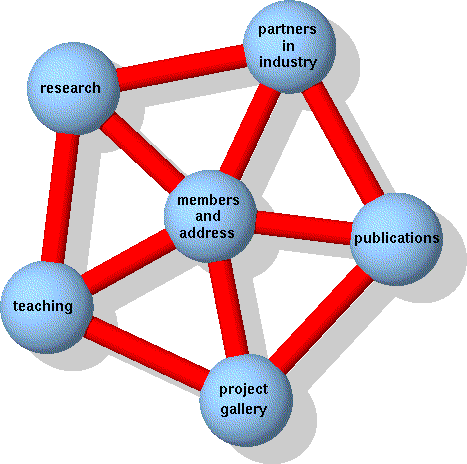 partners
in
industry
research
members
and
address
publications
teaching
project
gallery